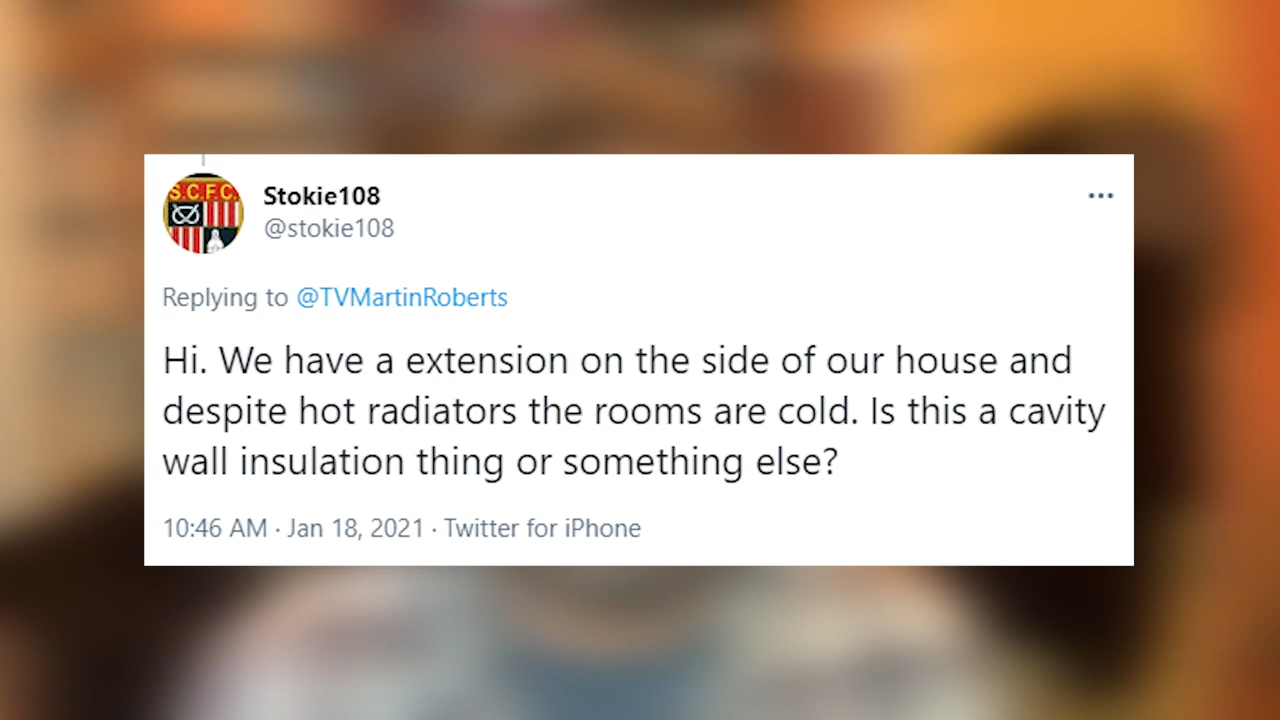 S.C.F.C.
Stokie108
@stokie108
Replying to @TVMartinRoberts
Hi. We have a extension on the side of our house and
despite hot radiators the rooms are cold. Is this a cavity
wall insulation thing or something else?
10:46 AM · Jan 18, 2021 · Twitter for iPhone